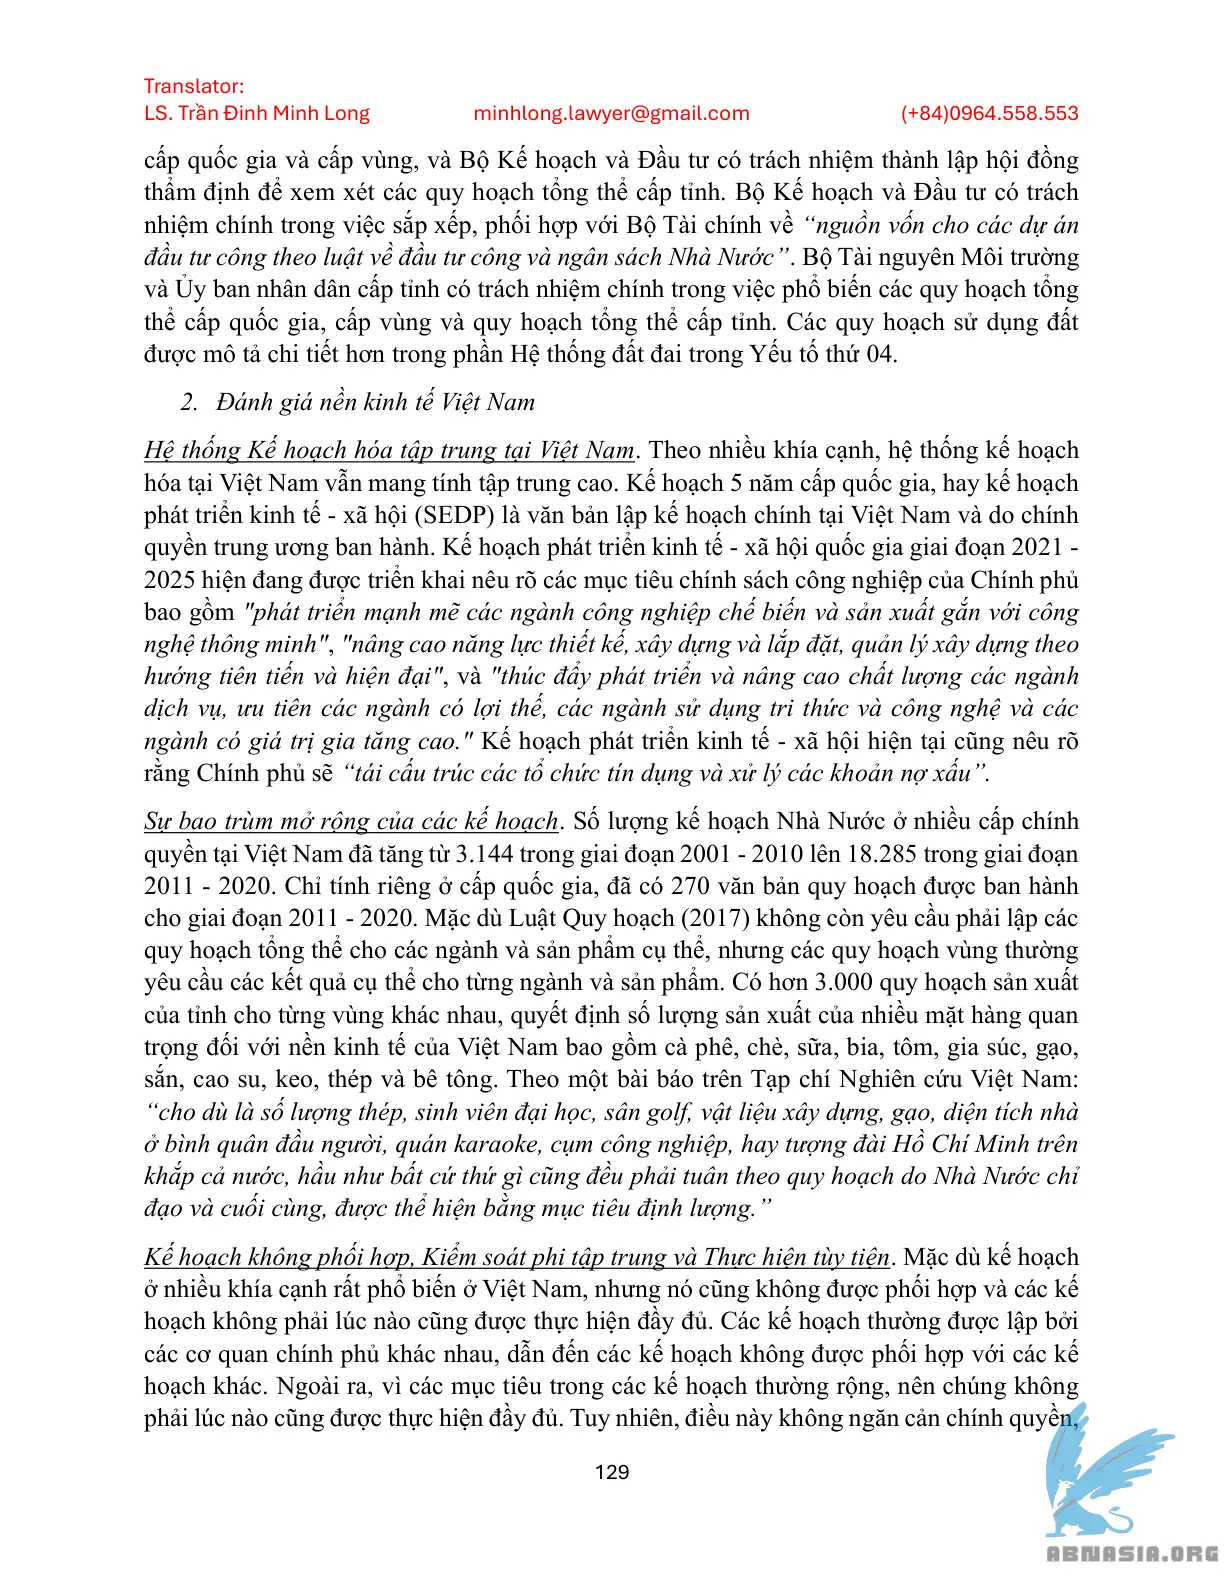 Translator:
LS. Trần Đình Minh Long minhlong.lawyer@gmail.com (+84)0964.558.553
cấp quốc gia và cấp vùng, và Bộ Kế hoạch và Đầu tư có trách nhiệm thành lập hội đồng
thẩm định để xem xét các quy hoạch tổng thể cấp tỉnh. Bộ Kế hoạch và Đầu tư có trách
nhiệm chính trong việc sắp xếp, phối hợp với Bộ Tài chính về “nguồn vốn cho các dự án
đầu tư công theo luật về đầu tư công và ngân sách Nhà Nước”. Bộ Tài nguyên Môi trường
và Ủy ban nhân dân cấp tỉnh có trách nhiệm chính trong việc phổ biến các quy hoạch tổng
thể cấp quốc gia, cấp vùng và quy hoạch tổng thể cấp tỉnh. Các quy hoạch sử dụng đất
được mô tả chi tiết hơn trong phần Hệ thống đất đai trong Yếu tố thứ 04.
2. Đánh giá nền kinh tế Việt Nam
Hệ thống Kế hoạch hóa tập trung tại Việt Nam. Theo nhiều khía cạnh, hệ thống kế hoạch
hóa tại Việt Nam vẫn mang tính tập trung cao. Kế hoạch 5 năm cấp quốc gia, hay kế hoạch
phát triển kinh tế - xã hội (SEDP) là văn bản lập kế hoạch chính tại Việt Nam và do chính
quyền trung ương ban hành. Kế hoạch phát triển kinh tế - xã hội quốc gia giai đoạn 2021 -
2025 hiện đang được triển khai nêu rõ các mục tiêu chính sách công nghiệp của Chính phủ
bao gồm "phát triển mạnh mẽ các ngành công nghiệp chế biến và sản xuất gắn với công
nghệ thông minh", "nâng cao năng lực thiết kế, xây dựng và lắp đặt, quản lý xây dựng theo
hướng tiên tiến và hiện đại", và "thúc đẩy phát triển và nâng cao chất lượng các ngành
dịch vụ, ưu tiên các ngành có lợi thế, các ngành sử dụng tri thức và công nghệ và các
ngành có giá trị gia tăng cao." Kế hoạch phát triển kinh tế - xã hội hiện tại cũng nêu rõ
rằng Chính phủ sẽ “tái cấu trúc các tổ chức tín dụng và xử lý các khoản nợ xấu”.
Sự bao trùm mở rộng của các kế hoạch. Số lượng kế hoạch Nhà Nước ở nhiều cấp chính
quyền tại Việt Nam đã tăng từ 3.144 trong giai đoạn 2001 - 2010 lên 18.285 trong giai đoạn
2011 - 2020. Chỉ tính riêng ở cấp quốc gia, đã có 270 văn bản quy hoạch được ban hành
cho giai đoạn 2011 - 2020. Mặc dù Luật Quy hoạch (2017) không còn yêu cầu phải lập các
quy hoạch tổng thể cho các ngành và sản phẩm cụ thể, nhưng các quy hoạch vùng thường
yêu cầu các kết quả cụ thể cho từng ngành và sản phẩm. Có hơn 3.000 quy hoạch sản xuất
của tỉnh cho từng vùng khác nhau, quyết định số lượng sản xuất của nhiều mặt hàng quan
trọng đối với nền kinh tế của Việt Nam bao gồm cà phê, chè, sữa, bia, tôm, gia súc, gạo,
sắn, cao su, keo, thép và bê tông. Theo một bài báo trên Tạp chí Nghiên cứu Việt Nam:
“cho dù là số lượng thép, sinh viên đại học, sân golf, vật liệu xây dựng, gạo, diện tích nhà
ở bình quân đầu người, quán karaoke, cụm công nghiệp, hay tượng đài Hồ Chí Minh trên
khắp cả nước, hầu như bất cứ thứ gì cũng đều phải tuân theo quy hoạch do Nhà Nước chỉ
đạo và cuối cùng, được thể hiện bằng mục tiêu định lượng.”
Kế hoạch không phối hợp, Kiểm soát phi tập trung và Thực hiện tùy tiện. Mặc dù kế hoạch
ở nhiều khía cạnh rất phổ biến ở Việt Nam, nhưng nó cũng không được phối hợp và các kế
hoạch không phải lúc nào cũng được thực hiện đầy đủ. Các kế hoạch thường được lập bởi
các cơ quan chính phủ khác nhau, dẫn đến các kế hoạch không được phối hợp với các kế
hoạch khác. Ngoài ra, vì các mục tiêu trong các kế hoạch thường rộng, nên chúng không
phải lúc nào cũng được thực hiện đầy đủ. Tuy nhiên, điều này không ngăn cản chính quyền,
129
ABNASIA.ORG